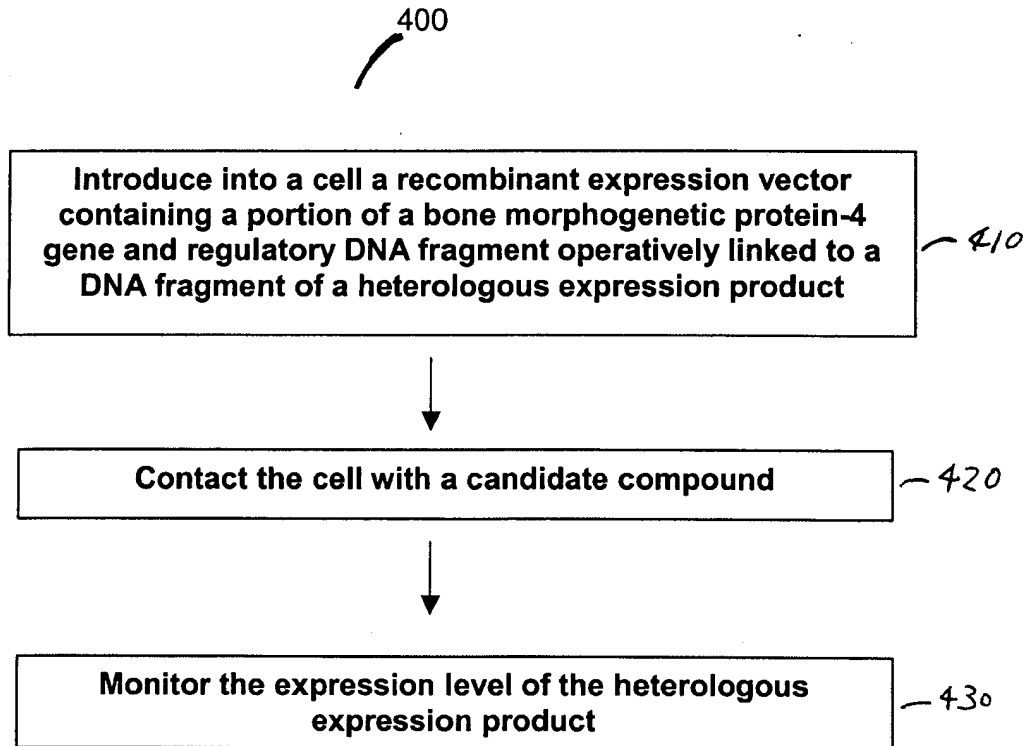 400
Introduce into a cell a recombinant expression vector
containing a portion of a bone morphogenetic protein-4
gene and regulatory DNA fragment operatively linked to a
DNA fragment of a heterologous expression product
410
Contact the cell with a candidate compound
420
Monitor the expression level of the heterologous
expression product
430